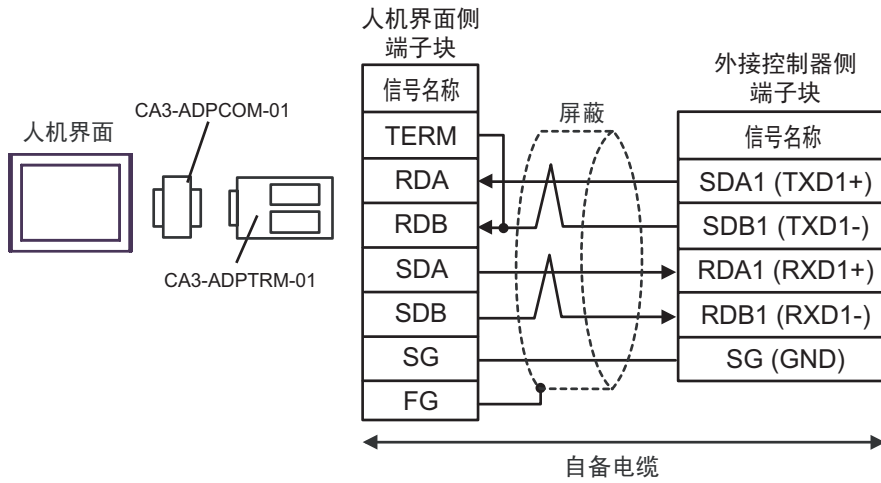 人机界面
CA3-ADPCOM-01
CA3-ADPTRM-01
人机界面侧
端子块
信号名称
TERM
RDA
RDB
SDA
SDB
SG
FG
屏蔽
外接控制器侧
端子块
信号名称
SDA1 (TXD1+)
SDB1 (TXD1-)
RDA1 (RXD1+)
RDB1 (RXD1-)
SG (GND)
自备电缆